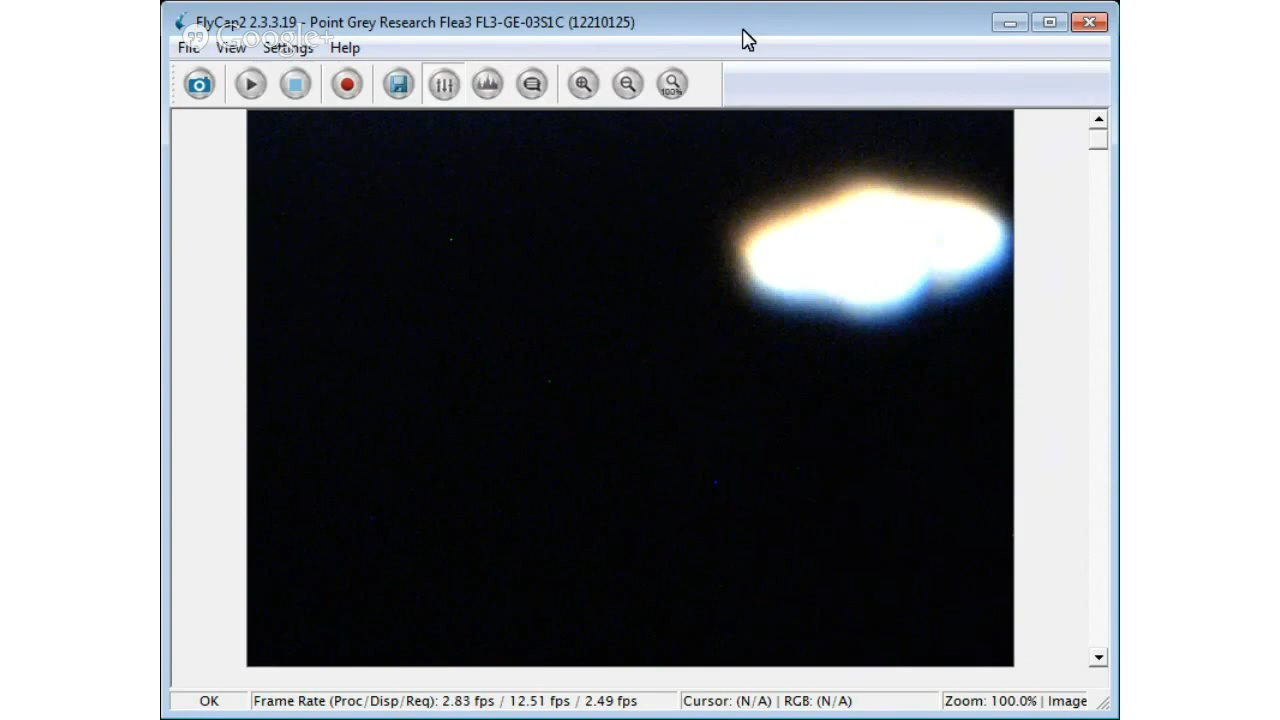 FlyCap2 2.3.3.19 - Point Grey Research Flea3 FL3-GE-03S1C (12210125)
Google+
File View Settings Help
100%
OK Frame Rate (Proc/Disp/Req): 2.83 fps / 12.51 fps / 2.49 fps Cursor: (N/A) | RGB: (N/A) Zoom: 100.0% | Image